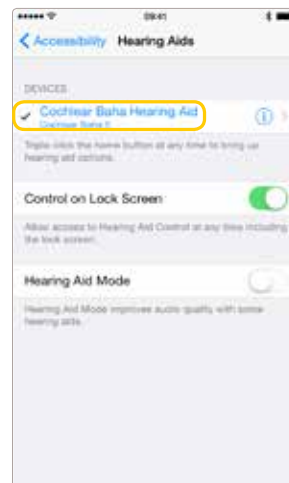 09:41
Accessibility Hearing Aids
DEVICES
Cochlear Baha Hearing Aid
Cochlear Baha 5
Triple-click the home button at any time to bring up
hearing aid options.
Control on Lock Screen
Allow access to Hearing Aid Control at any time including
the lock screen.
Hearing Aid Mode
Hearing Aid Mode improves audio quality with some
hearing aids.